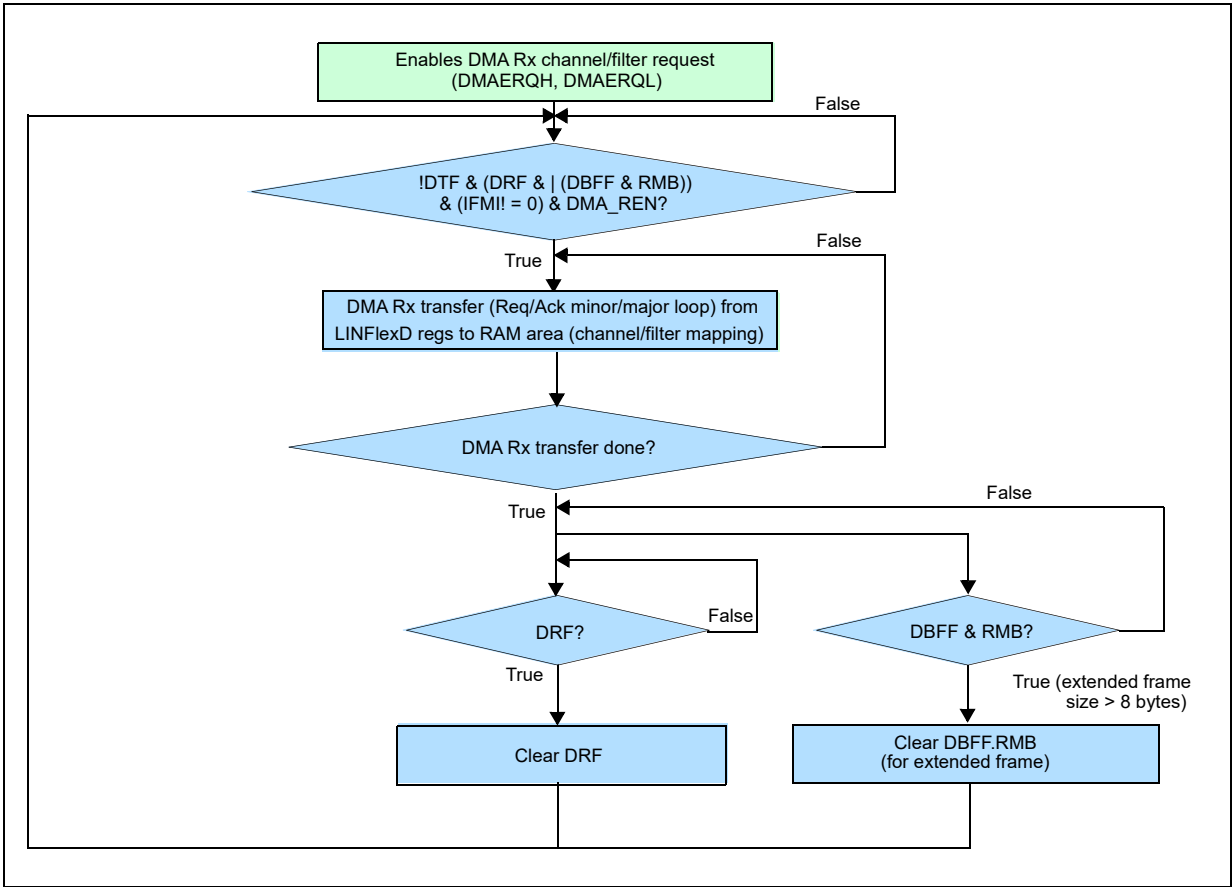 Enables DMA Rx channel/filter request
(DMAERQH, DMAERQL)
False
!DTF & (DRF & | (DBFF & RMB))
& (IFMI! = 0) & DMA_REN?
False
True
DMA Rx transfer (Req/Ack minor/major loop) from
LINFlexD regs to RAM area (channel/filter mapping)
DMA Rx transfer done?
False
True
False
DRF?
DBFF & RMB?
True
True (extended frame
size > 8 bytes)
Clear DRF
Clear DBFF.RMB
(for extended frame)